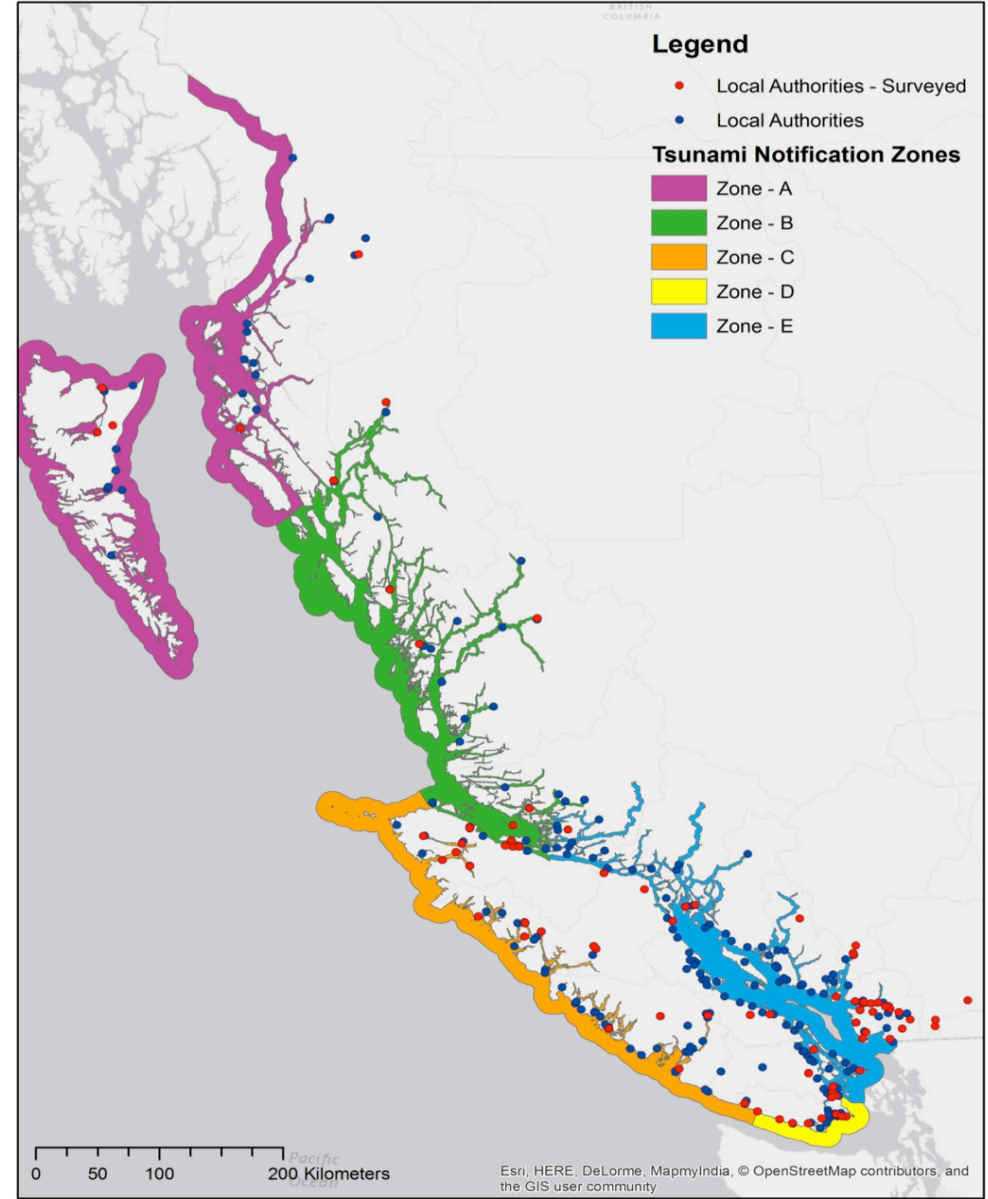 BRITISH
COLUMBIA
Legend
Local Authorities - Surveyed
Local Authorities
Tsunami Notification Zones
Zone - A
Zone - B
Zone - C
Zone - D
Zone - E
0 50 100 200 Kilometers
Pacific
Ocean
Esri, HERE, DeLorme, MapmyIndia, © OpenStreetMap contributors, and
the GIS user community